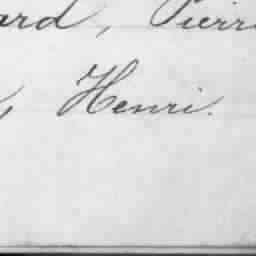 ard, Pierr
, Henri.